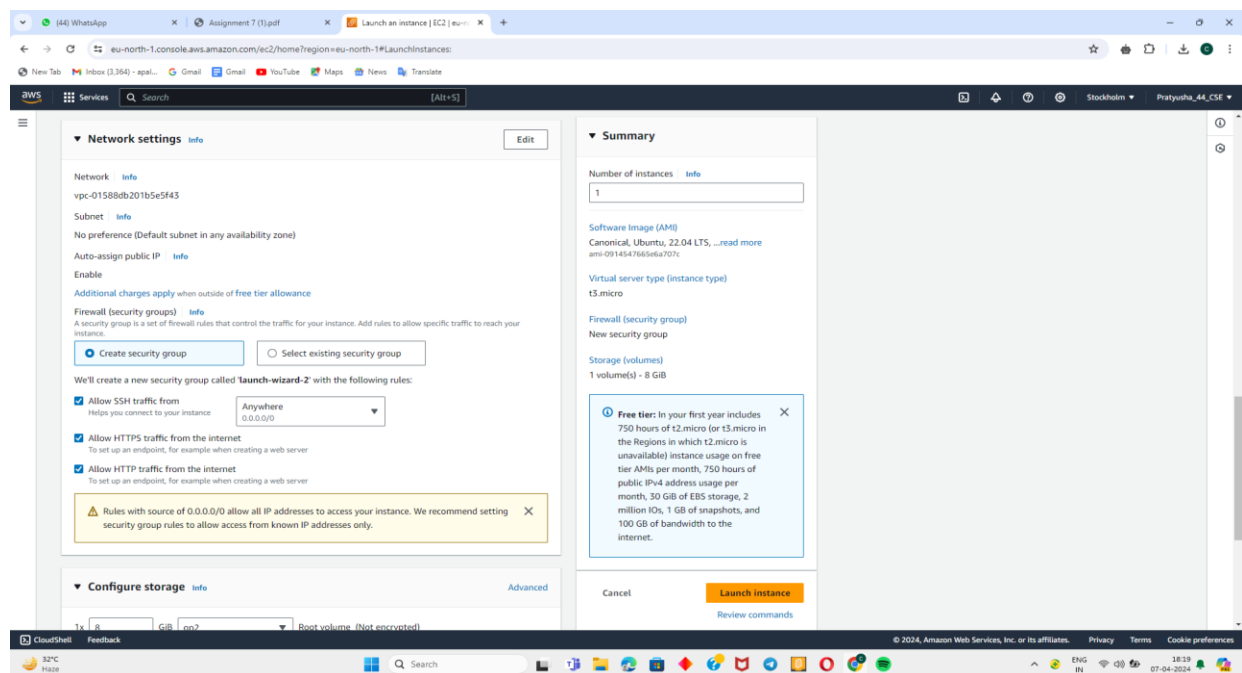 (44) WhatsApp
Assignment 7 (1).pdf
Launch an instance | EC2 | eu-n
eu-north-1.console.aws.amazon.com/ec2/home?region=eu-north-1#LaunchInstances:
New Tab
Inbox (3,364) - apal...
Gmail
Gmail
YouTube
Maps
News
Translate
aws
Services
Search
[Alt+S]
Stockholm
Pratyusha_44_CSE
Network settings Info
Edit
Network Info
vpc-01588db201b5e5f43
Subnet Info
No preference (Default subnet in any availability zone)
Auto-assign public IP Info
Enable
Additional charges apply when outside of free tier allowance
Firewall (security groups) Info
A security group is a set of firewall rules that control the traffic for your instance. Add rules to allow specific traffic to reach your
instance.
Create security group
Select existing security group
We'll create a new security group called 'launch-wizard-2' with the following rules:
Allow SSH traffic from
Helps you connect to your instance
Anywhere
0.0.0.0/0
Allow HTTPS traffic from the internet
To set up an endpoint, for example when creating a web server
Allow HTTP traffic from the internet
To set up an endpoint, for example when creating a web server
Rules with source of 0.0.0.0/0 allow all IP addresses to access your instance. We recommend setting
security group rules to allow access from known IP addresses only.
Configure storage Info
Advanced
1x 8 GiB gp2 Root volume (Not encrypted)
Summary
Number of instances Info
1
Software Image (AMI)
Canonical, Ubuntu, 22.04 LTS, ...read more
ami-0914547665e6a707c
Virtual server type (instance type)
t3.micro
Firewall (security group)
New security group
Storage (volumes)
1 volume(s) - 8 GiB
Free tier: In your first year includes
750 hours of t2.micro (or t3.micro in
the Regions in which t2.micro is
unavailable) instance usage on free
tier AMIs per month, 750 hours of
public IPv4 address usage per
month, 30 GiB of EBS storage, 2
million IOs, 1 GB of snapshots, and
100 GB of bandwidth to the
internet.
Cancel
Launch instance
Review commands
CloudShell
Feedback
© 2024, Amazon Web Services, Inc. or its affiliates.
Privacy
Terms
Cookie preferences
32°C
Haze
Search
ENG
IN
18:19
07-04-2024